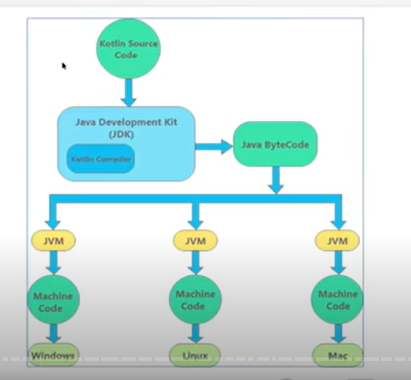 Kotlin Source
Code
Java Development Kit
(JDK)
Kotlin Compiler
Java ByteCode
JVM
JVM
JVM
Machine
Code
Machine
Code
Machine
Code
Windows
Linux
Mac